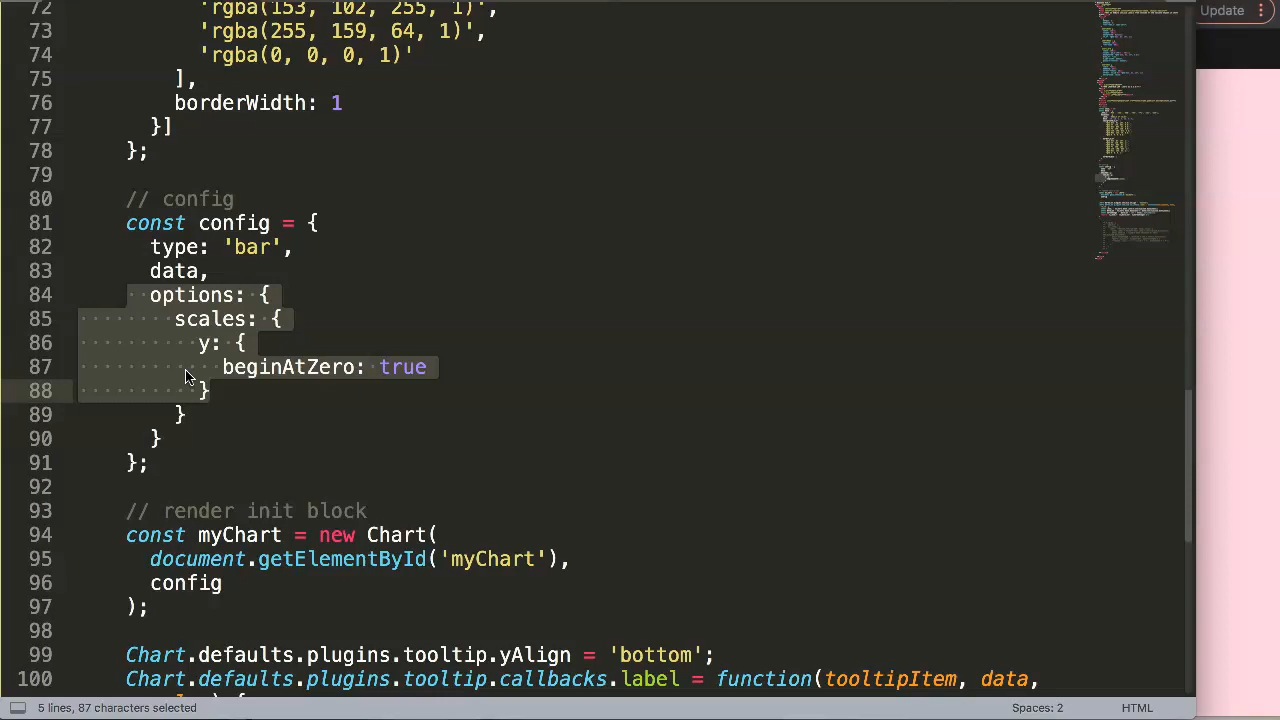 Update
72 'rgba(153, 102, 255, 1)',
73 'rgba(255, 159, 64, 1)',
74 'rgba(0, 0, 0, 1)
75 ],
76 borderWidth: 1
77 }]
78 };
79
80 // config
81 const config = {
82 type: 'bar',
83 data,
84 options: {
85 scales: {
86 y: {
87 beginAtZero: true
88 }
89 }
90 }
91 };
92
93 // render init block
94 const myChart = new Chart(
95 document.getElementById('myChart'),
96 config
97 );
98
99 Chart.defaults.plugins.tooltip.yAlign = 'bottom';
100 Chart.defaults.plugins.tooltip.callbacks.label = function(tooltipItem, data,
5 lines, 87 characters selected
Spaces: 2
HTML